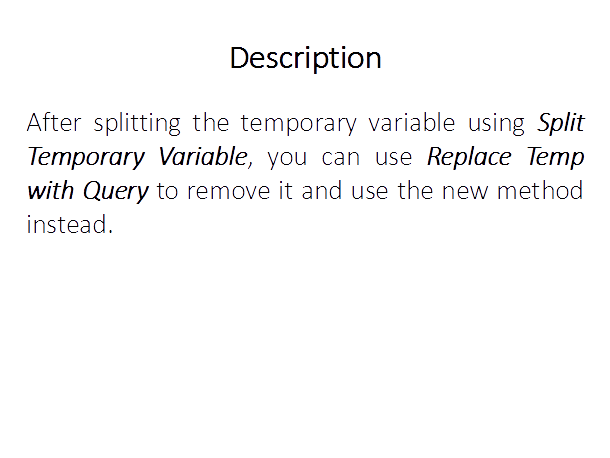 Description
After splitting the temporary variable using Split
Temporary Variable, you can use Replace Temp
with Query to remove it and use the new method
instead.